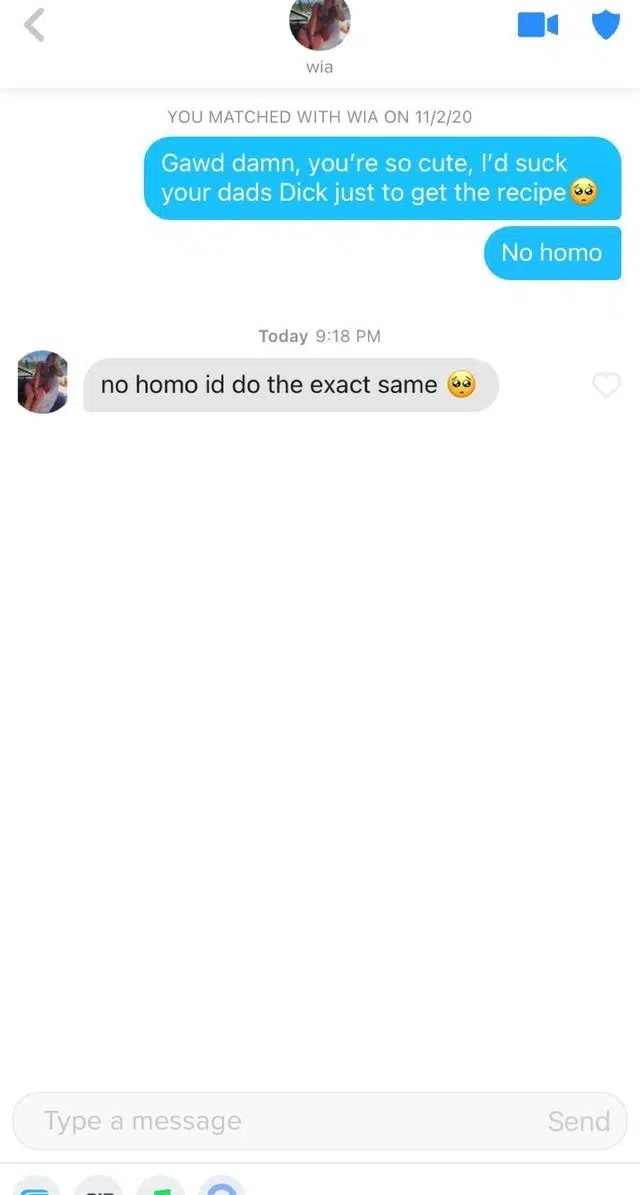 wia
YOU MATCHED WITH WIA ON 11/2/20
Gawd damn, you're so cute, I'd suck
your dads Dick just to get the recipe🥺
No homo
Today 9:18 PM
no homo id do the exact same 🥺
Type a message
Send